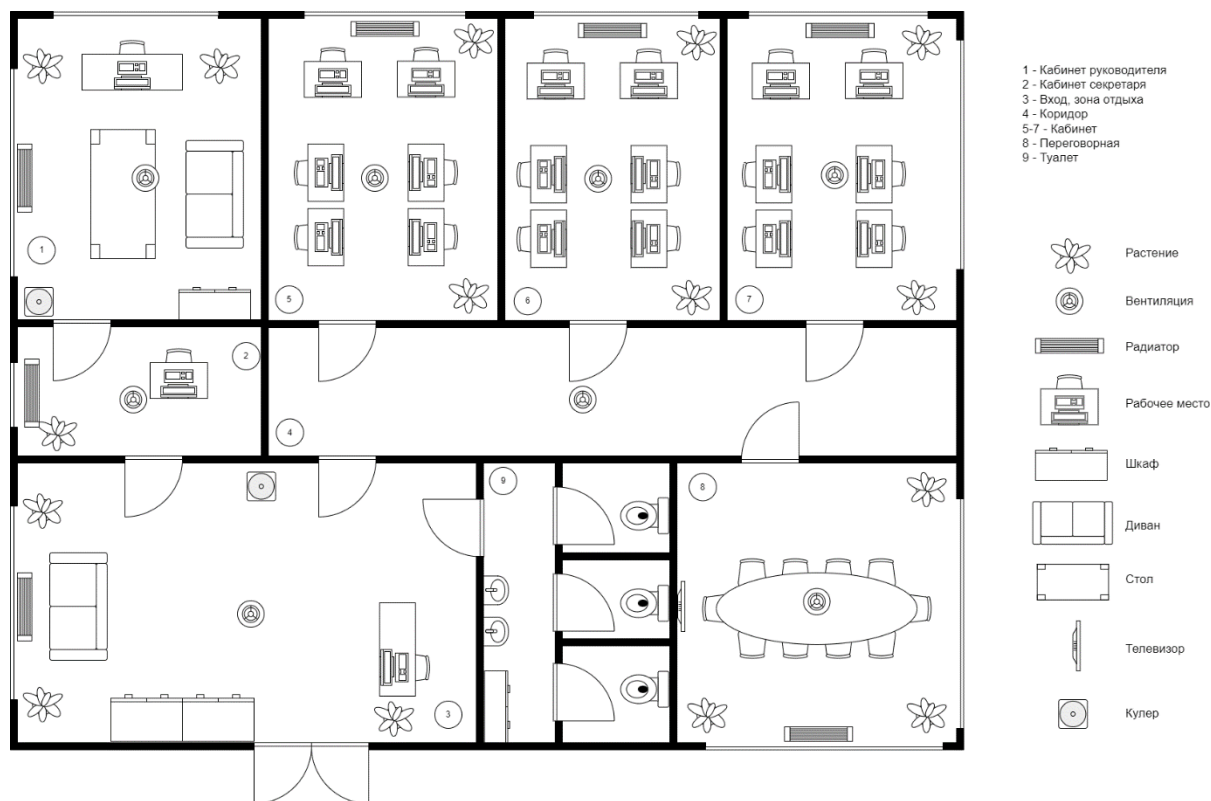 1 - Кабинет руководителя
2 - Кабинет секретаря
3 - Вход, зона отдыха
4 - Коридор
5-7 - Кабинет
8 - Переговорная
9 - Туалет
1
5
6
7
2
4
9
8
3
Растение
Вентиляция
Радиатор
Рабочее место
Шкаф
Диван
Стол
Телевизор
Кулер